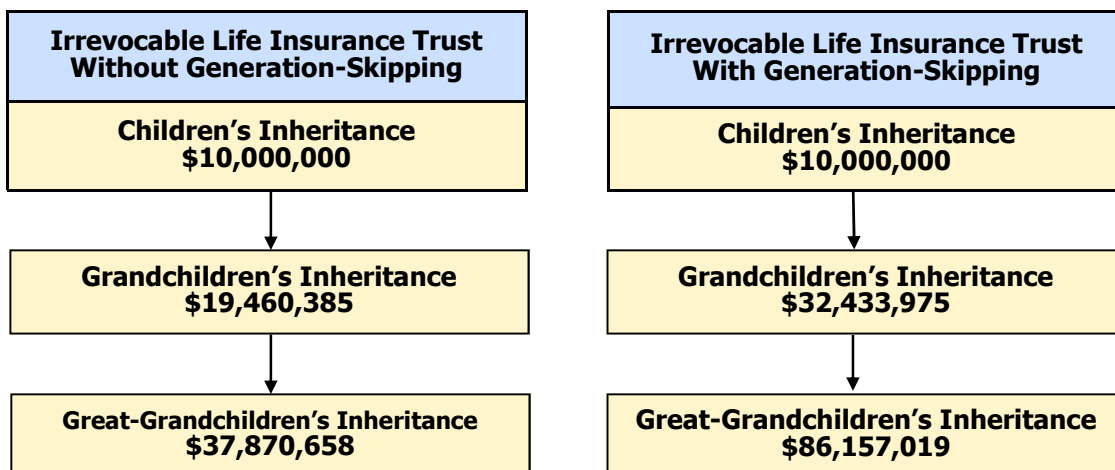 Irrevocable Life Insurance Trust
Without Generation-Skipping
Children's Inheritance
$10,000,000
Grandchildren's Inheritance
$19,460,385
Great-Grandchildren's Inheritance
$37,870,658
Irrevocable Life Insurance Trust
With Generation-Skipping
Children's Inheritance
$10,000,000
Grandchildren's Inheritance
$32,433,975
Great-Grandchildren's Inheritance
$86,157,019